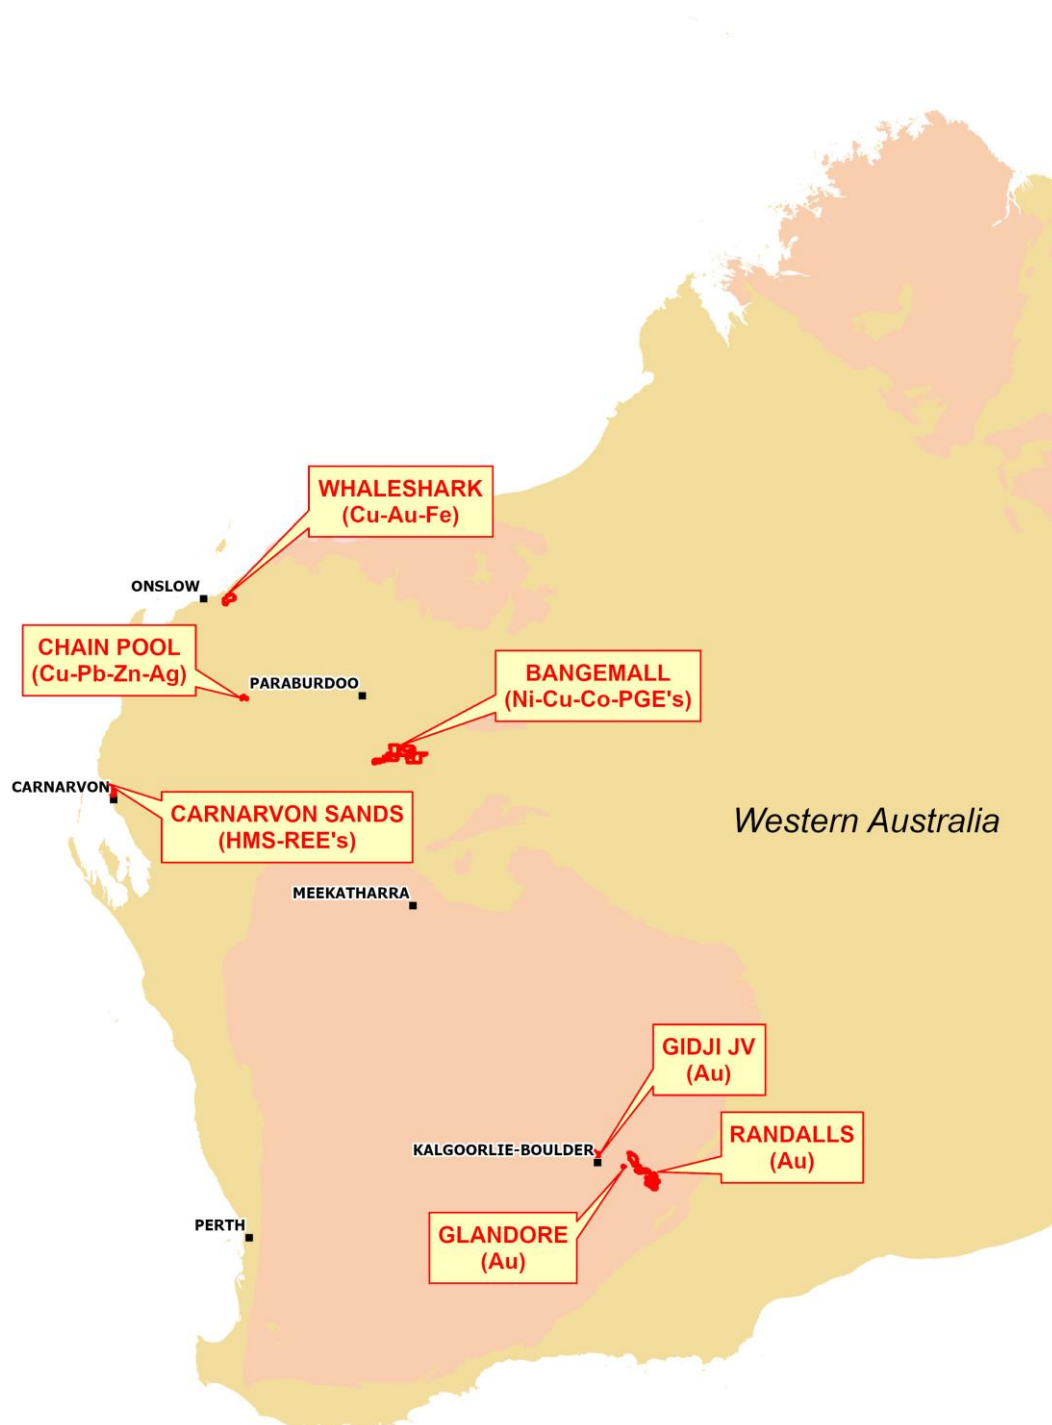 WHALESHARK
(Cu-Au-Fe)
ONSLOW
CHAIN POOL
(Cu-Pb-Zn-Ag)
PARABURDOO
BANGEMALL
(Ni-Cu-Co-PGE's)
CARNARVON
CARNARVON SANDS
(HMS-REE's)
Western Australia
MEEKATHARRA
GIDJI JV
(Au)
KALGOORLIE-BOULDER
RANDALLS
(Au)
PERTH
GLANDORE
(Au)